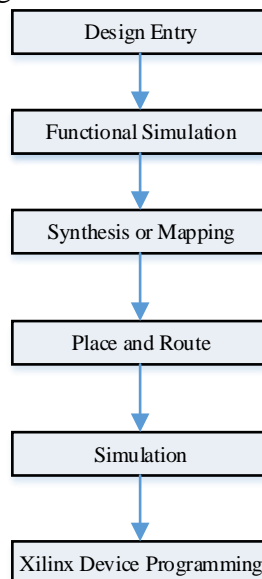 Design Entry
Functional Simulation
Synthesis or Mapping
Place and Route
Simulation
Xilinx Device Programming